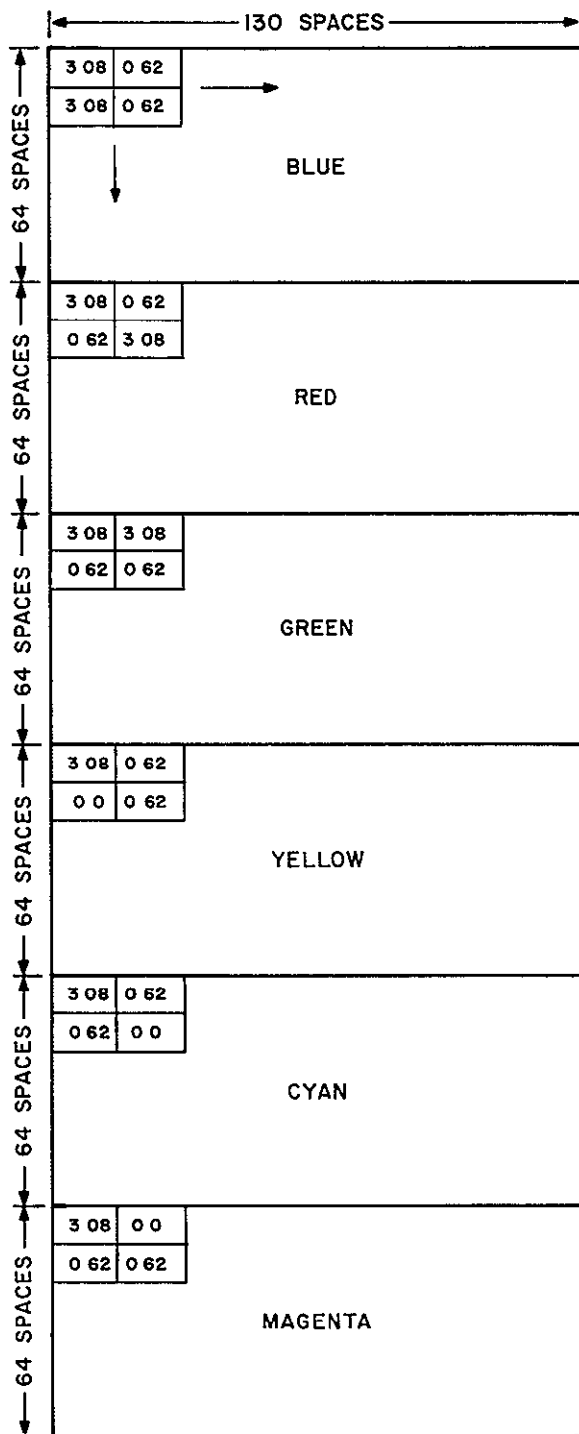 130 SPACES
3 08 0 62
3 08 0 62
BLUE
64 SPACES
3 08 0 62
0 62 3 08
RED
64 SPACES
3 08 3 08
0 62 0 62
GREEN
64 SPACES
3 08 0 62
0 0 0 62
YELLOW
64 SPACES
3 08 0 62
0 62 0 0
CYAN
64 SPACES
3 08 0 0
0 62 0 62
MAGENTA
64 SPACES